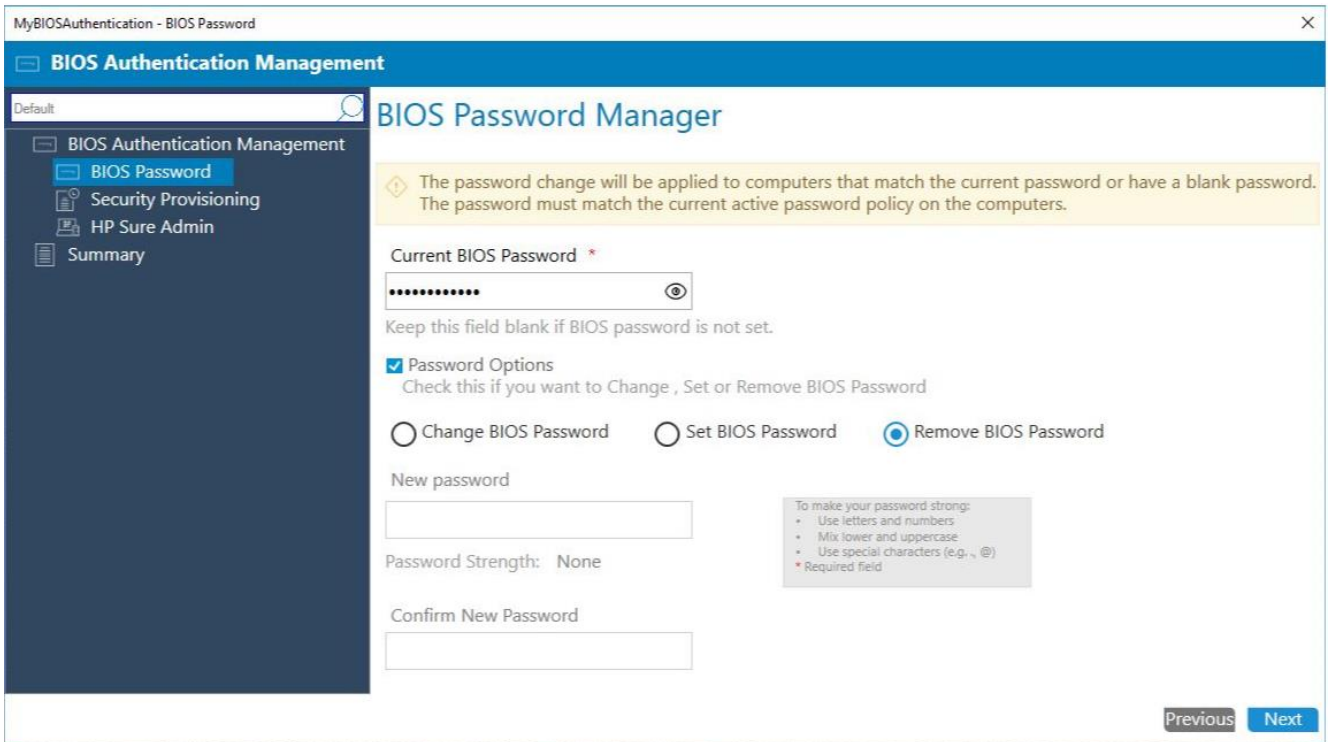 MyBIOSAuthentication - BIOS Password
BIOS Authentication Management
Default
BIOS Authentication Management
BIOS Password
Security Provisioning
HP Sure Admin
Summary
BIOS Password Manager
The password change will be applied to computers that match the current password or have a blank password.
The password must match the current active password policy on the computers.
Current BIOS Password *
••••••••••••
Keep this field blank if BIOS password is not set.
Password Options
Check this if you want to Change , Set or Remove BIOS Password
Change BIOS Password Set BIOS Password Remove BIOS Password
New password
To make your password strong:
• Use letters and numbers
• Mix lower and uppercase
• Use special characters (e.g. ., @)
* Required field
Password Strength: None
Confirm New Password
Previous Next